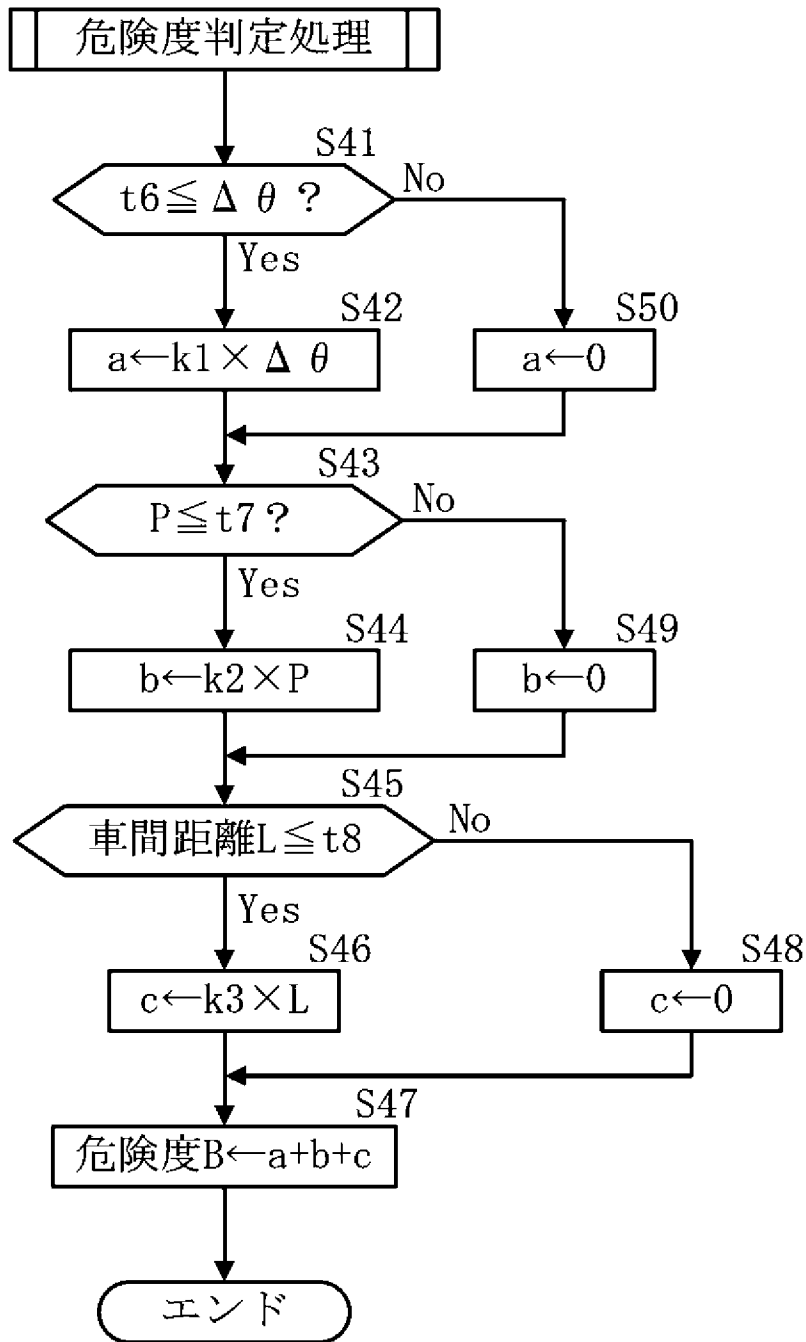 危険度判定処理
S41
t6≦Δθ?
No
Yes
S42
S50
a←k1×Δθ
a←0
S43
P≦t7?
No
Yes
S44
S49
b←k2×P
b←0
S45
車間距離L≦t8
No
Yes
S46
S48
c←k3×L
c←0
S47
危険度B←a+b+c
エンド